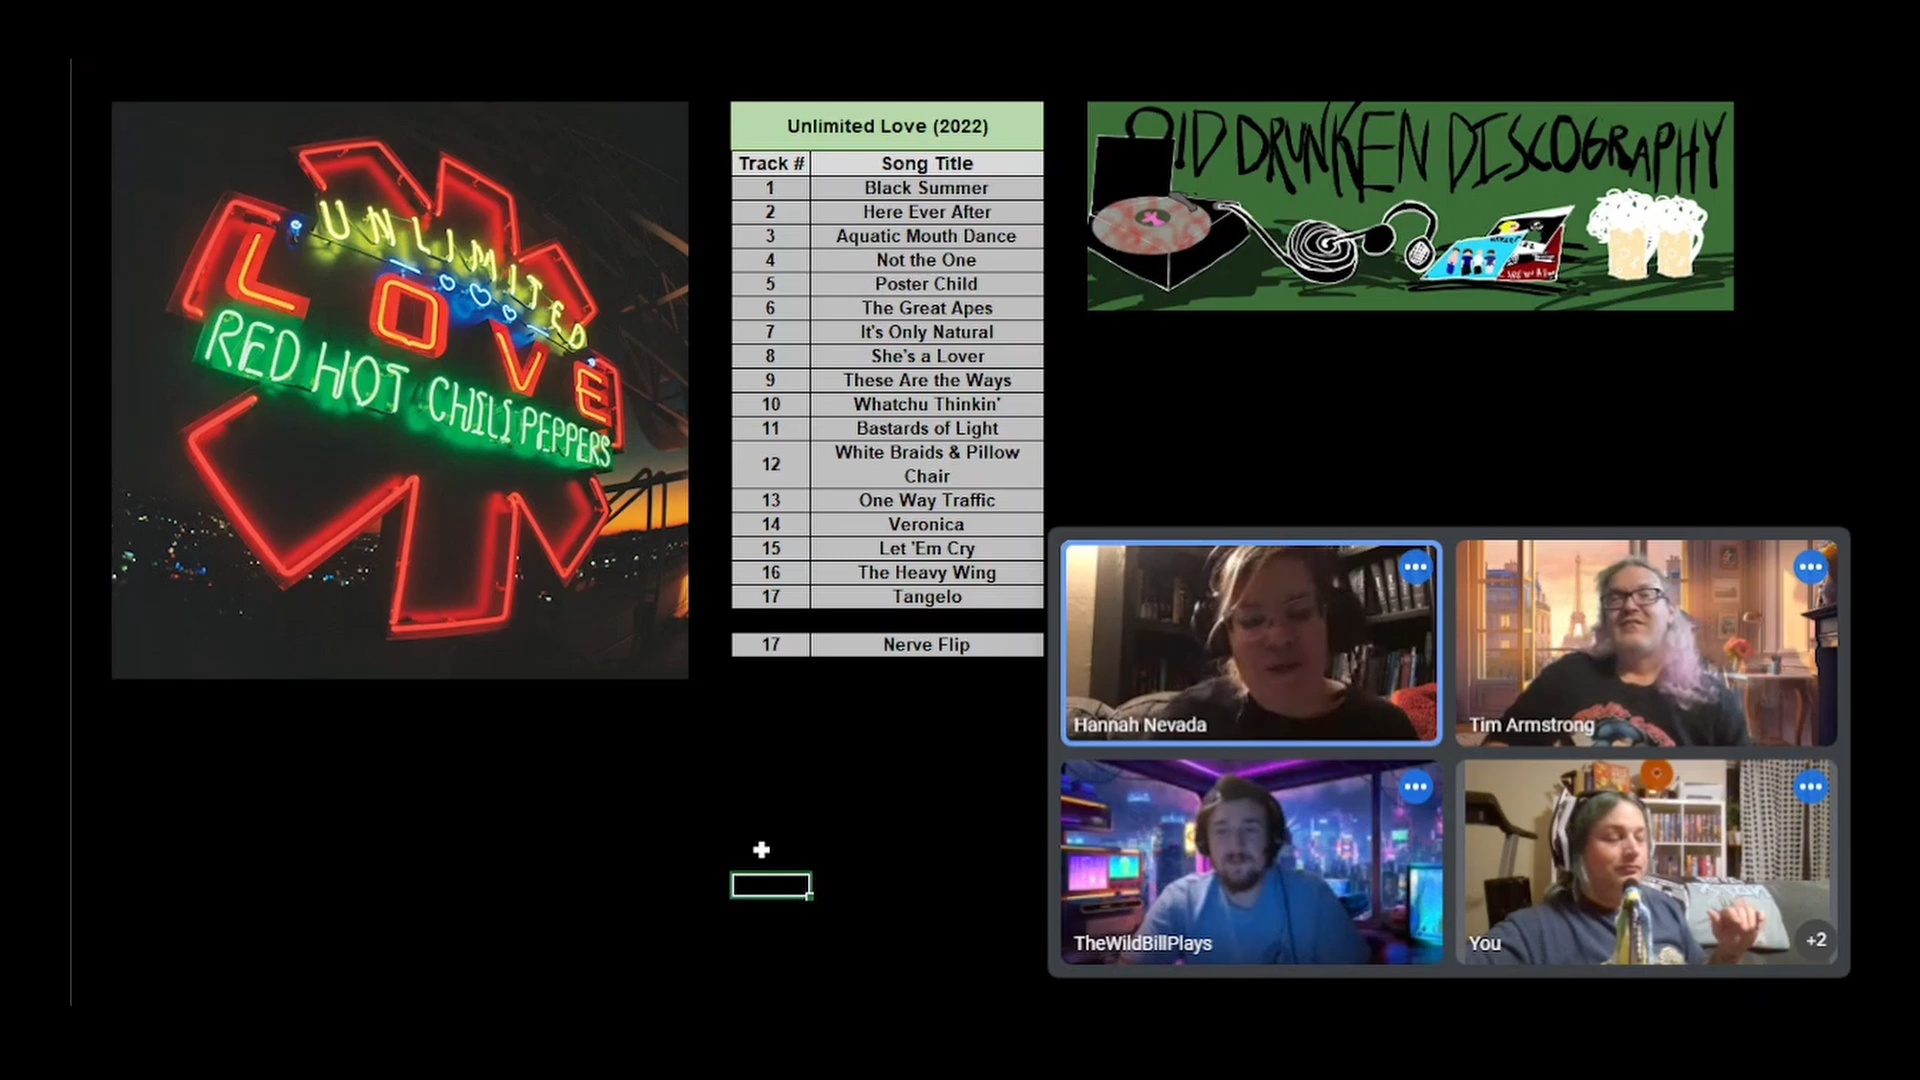 UNLIMITED
LOVE
RED HOT CHILI PEPPERS
Unlimited Love (2022)
Track # Song Title
1 Black Summer
2 Here Ever After
3 Aquatic Mouth Dance
4 Not the One
5 Poster Child
6 The Great Apes
7 It's Only Natural
8 She's a Lover
9 These Are the Ways
10 Whatchu Thinkin'
11 Bastards of Light
12 White Braids & Pillow
Chair
13 One Way Traffic
14 Veronica
15 Let 'Em Cry
16 The Heavy Wing
17 Tangelo
17 Nerve Flip
DRUNKEN DISCOGRAPHY
Hannah Nevada
Tim Armstrong
TheWildBillPlays
You
+2